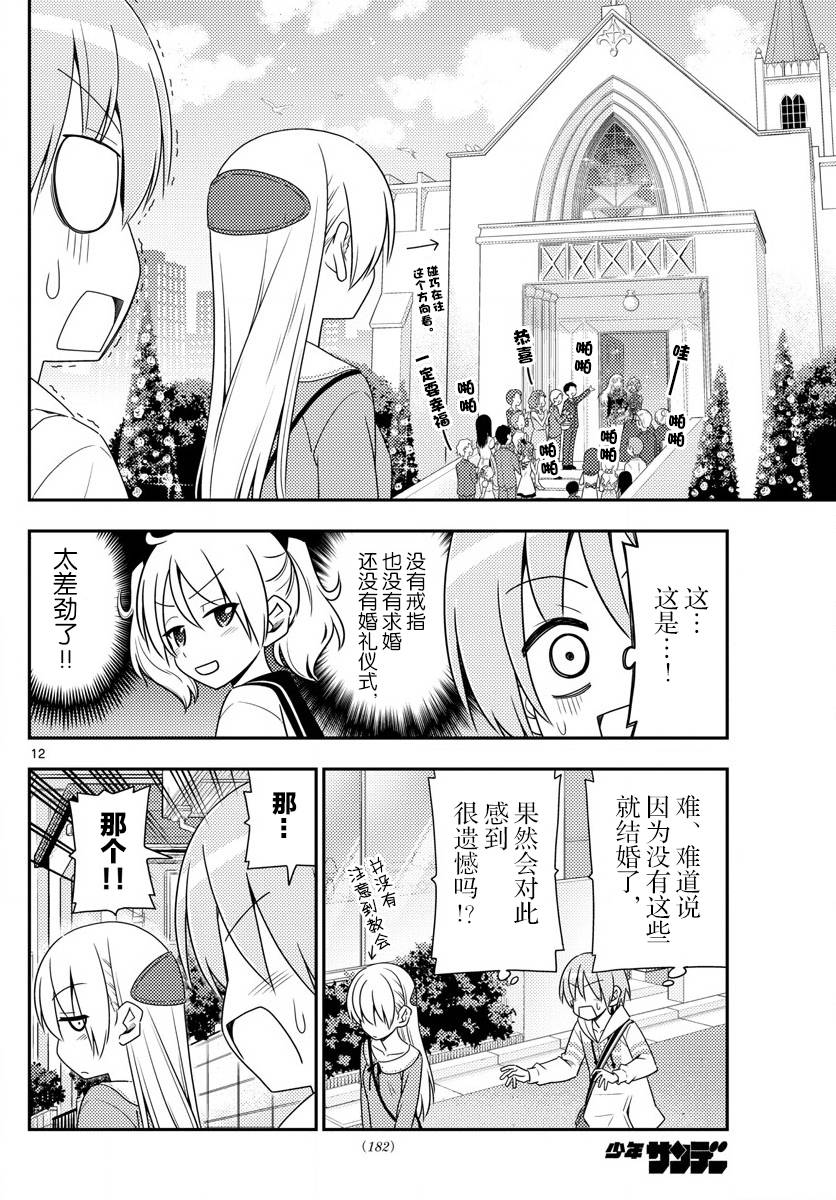 碰巧在往
这个方向看。
哇
啪啪
啪啪
啪啪
恭喜
啪啪
啪啪
一定要幸福
这…
这是…！
没有戒指
也没有求婚
还没有婚礼仪式，
太差劲了！！
12
难、难道说
因为没有这些
就结婚了，
果然会对此
感到
很遗憾吗！？
并没有
注意到教会
那…
那个！！
(182)
少年サンデー